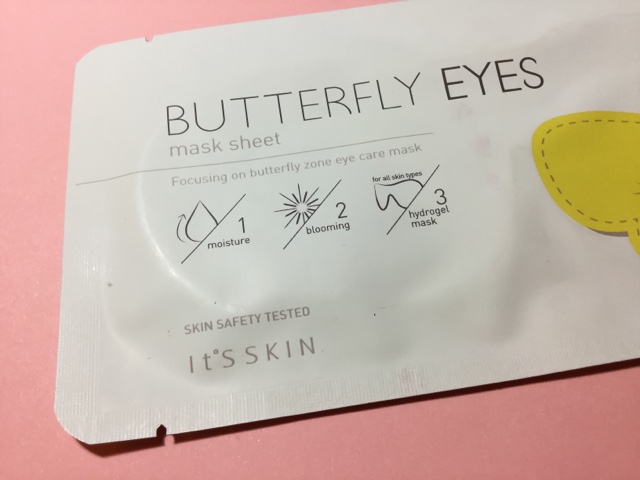 BUTTERFLY EYES
mask sheet
Focusing on butterfly zone eye care mask
1
moisture
2
blooming
for all skin types
3
hydrogel
mask
SKIN SAFETY TESTED
It°S SKIN